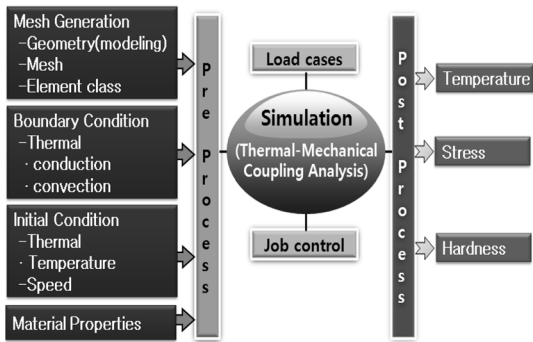 Mesh Generation
-Geometry(modeling)
-Mesh
-Element class
Boundary Condition
-Thermal
· conduction
· convection
Initial Condition
-Thermal
· Temperature
-Speed
Material Properties
Pre Process
Load cases
Simulation
(Thermal-Mechanical
Coupling Analysis)
Job control
Post Process
Temperature
Stress
Hardness